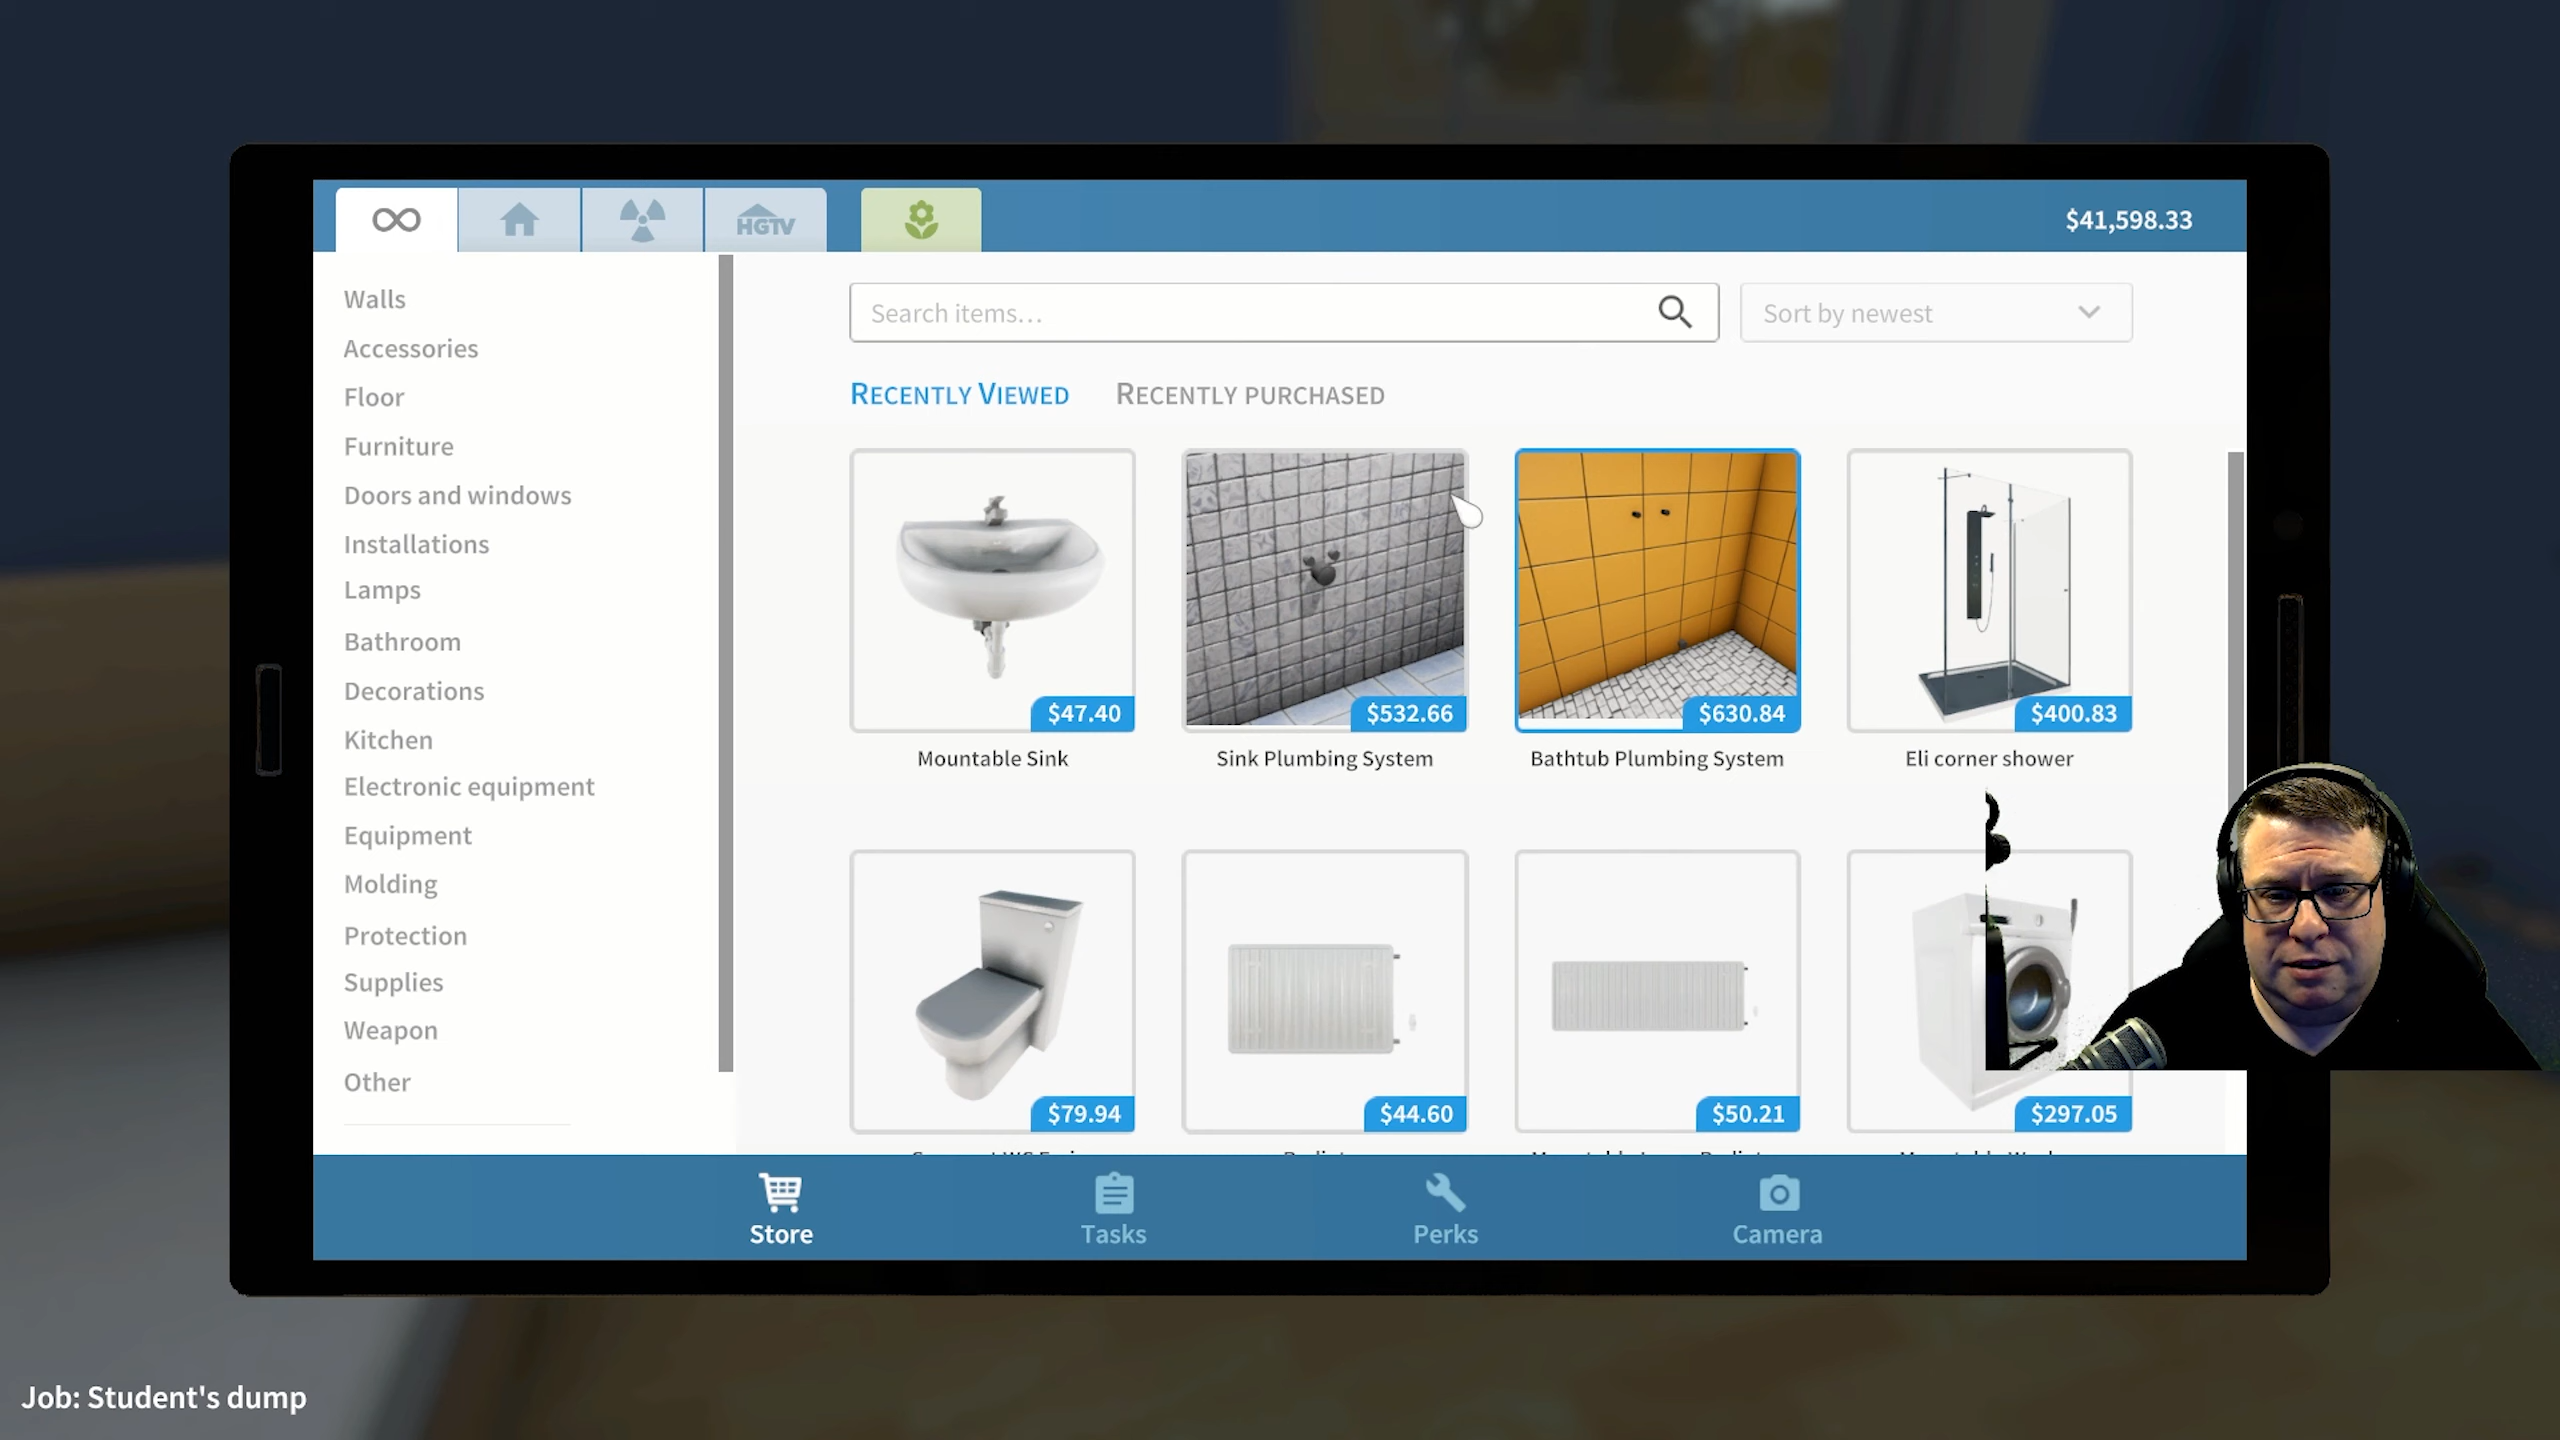 HGTV
$41,598.33
Search items...
Sort by newest
RECENTLY VIEWED
RECENTLY PURCHASED
Walls
Accessories
Floor
Furniture
Doors and windows
Installations
Lamps
Bathroom
Decorations
Kitchen
Electronic equipment
Equipment
Molding
Protection
Supplies
Weapon
Other
$47.40
$532.66
$630.84
$400.83
Mountable Sink
Sink Plumbing System
Bathtub Plumbing System
Eli corner shower
$79.94
$44.60
$50.21
$297.05
Store
Tasks
Perks
Camera
Job: Student's dump